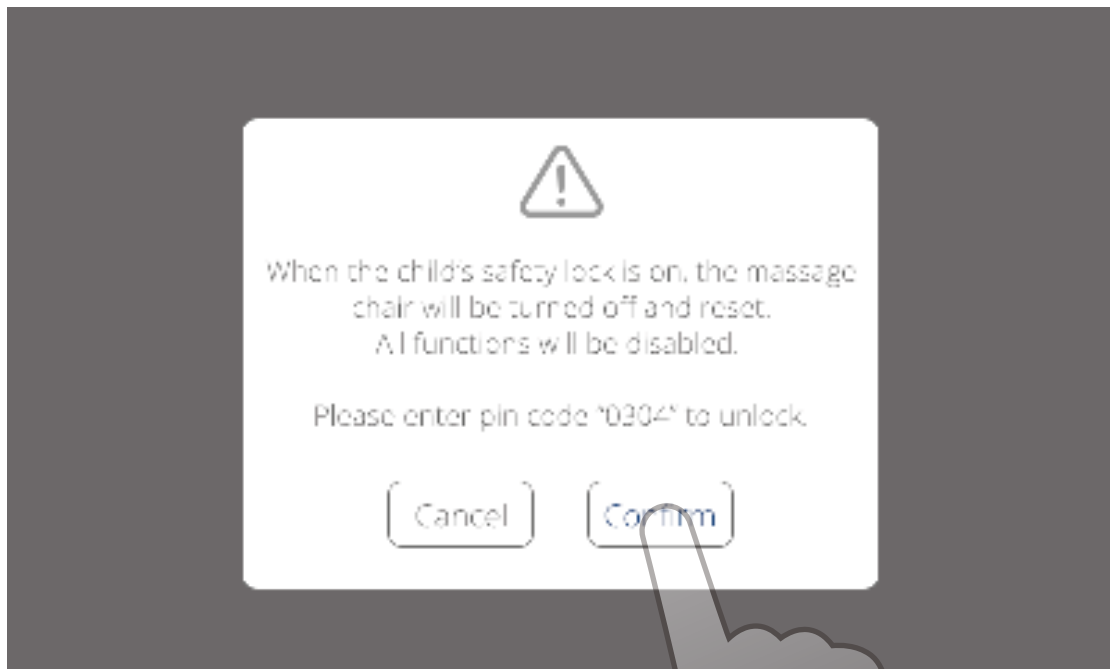 When the child's safety lock is on, the massage
chair will be turned off and reset.
All functions will be disabled.
Please enter pin code "0304" to unlock.
Cancel
Confirm